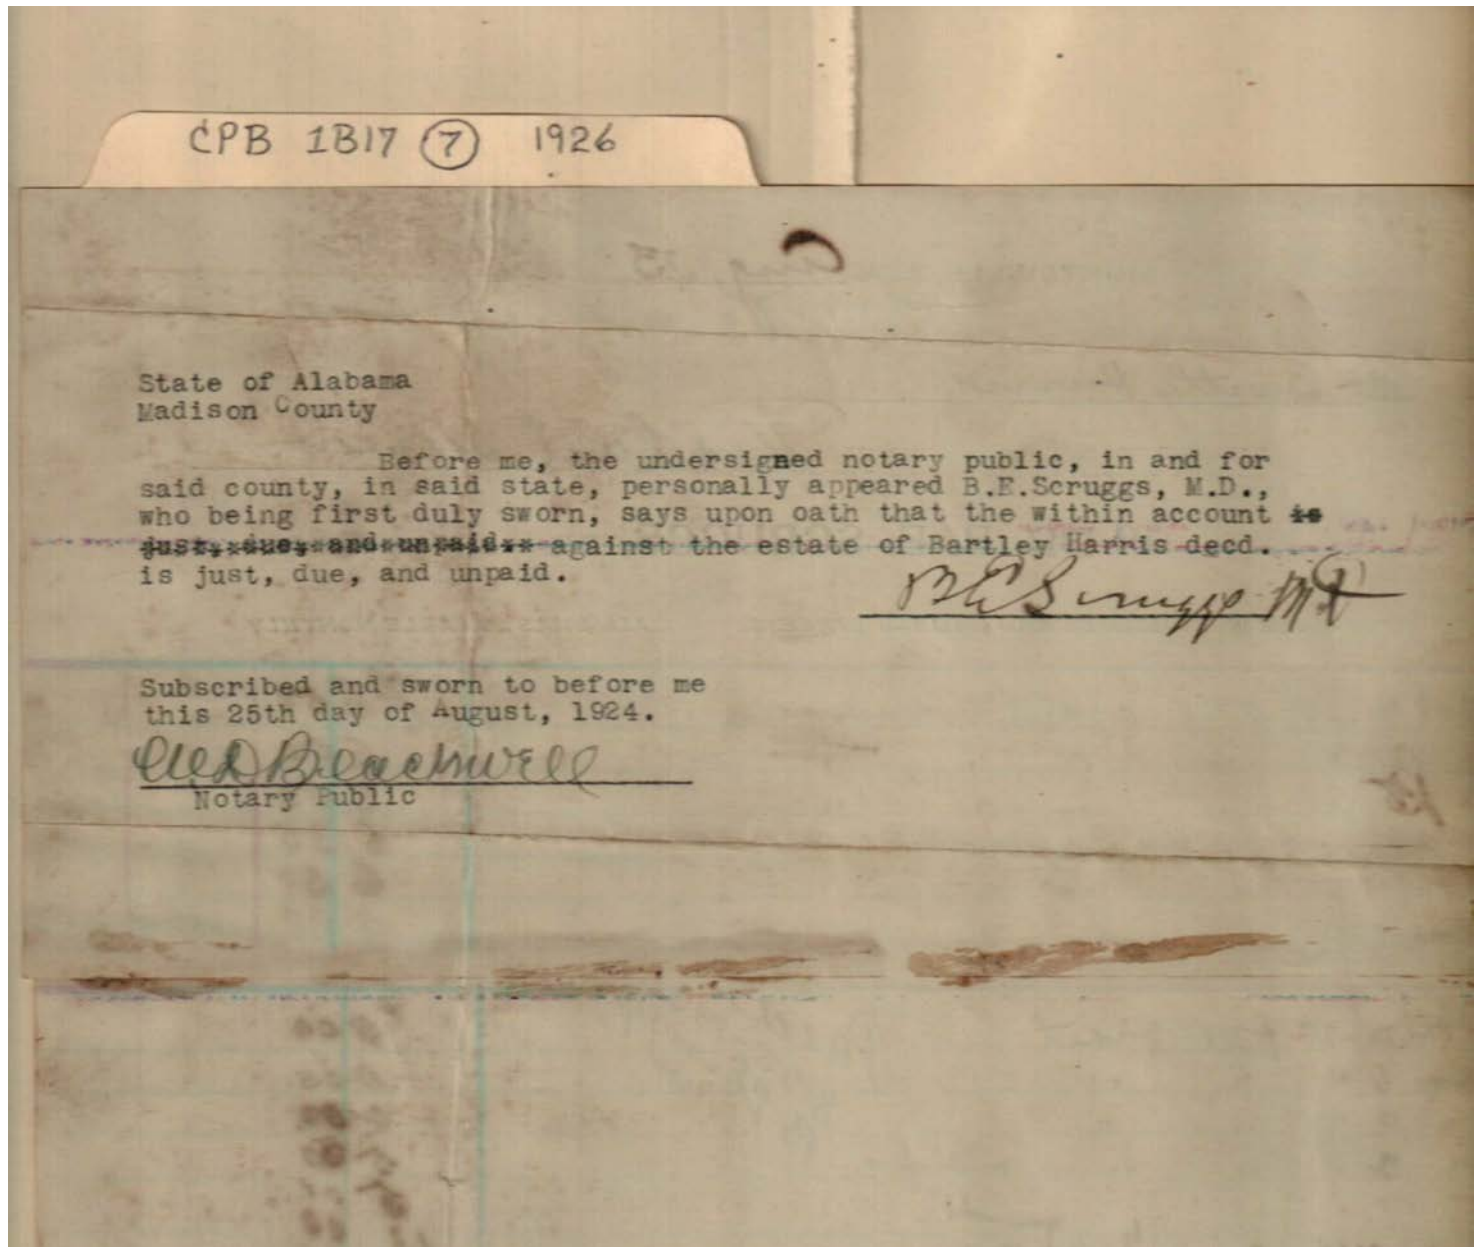 CPB 1B17 7 1926
State of Alabama
Madison County
Before me, the undersigned notary public, in and for
said county, in said state, personally appeared B.E.Scruggs, M.D.,
who being first duly sworn, says upon oath that the within account is
just, due, and unpaid against the estate of Bartley Harris decd.
is just, due, and unpaid.
B E Scruggs MD
Subscribed and sworn to before me
this 25th day of August, 1924.
Blackwell
Notary Public